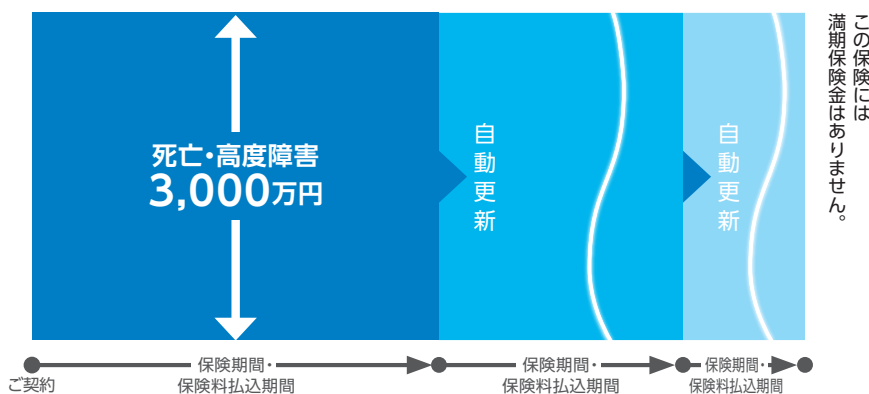 死亡・高度障害
3,000万円
自動更新
自動更新
この保険には
満期保険金はありません。
ご契約
保険期間・
保険料払込期間
保険期間・
保険料払込期間
保険期間・
保険料払込期間